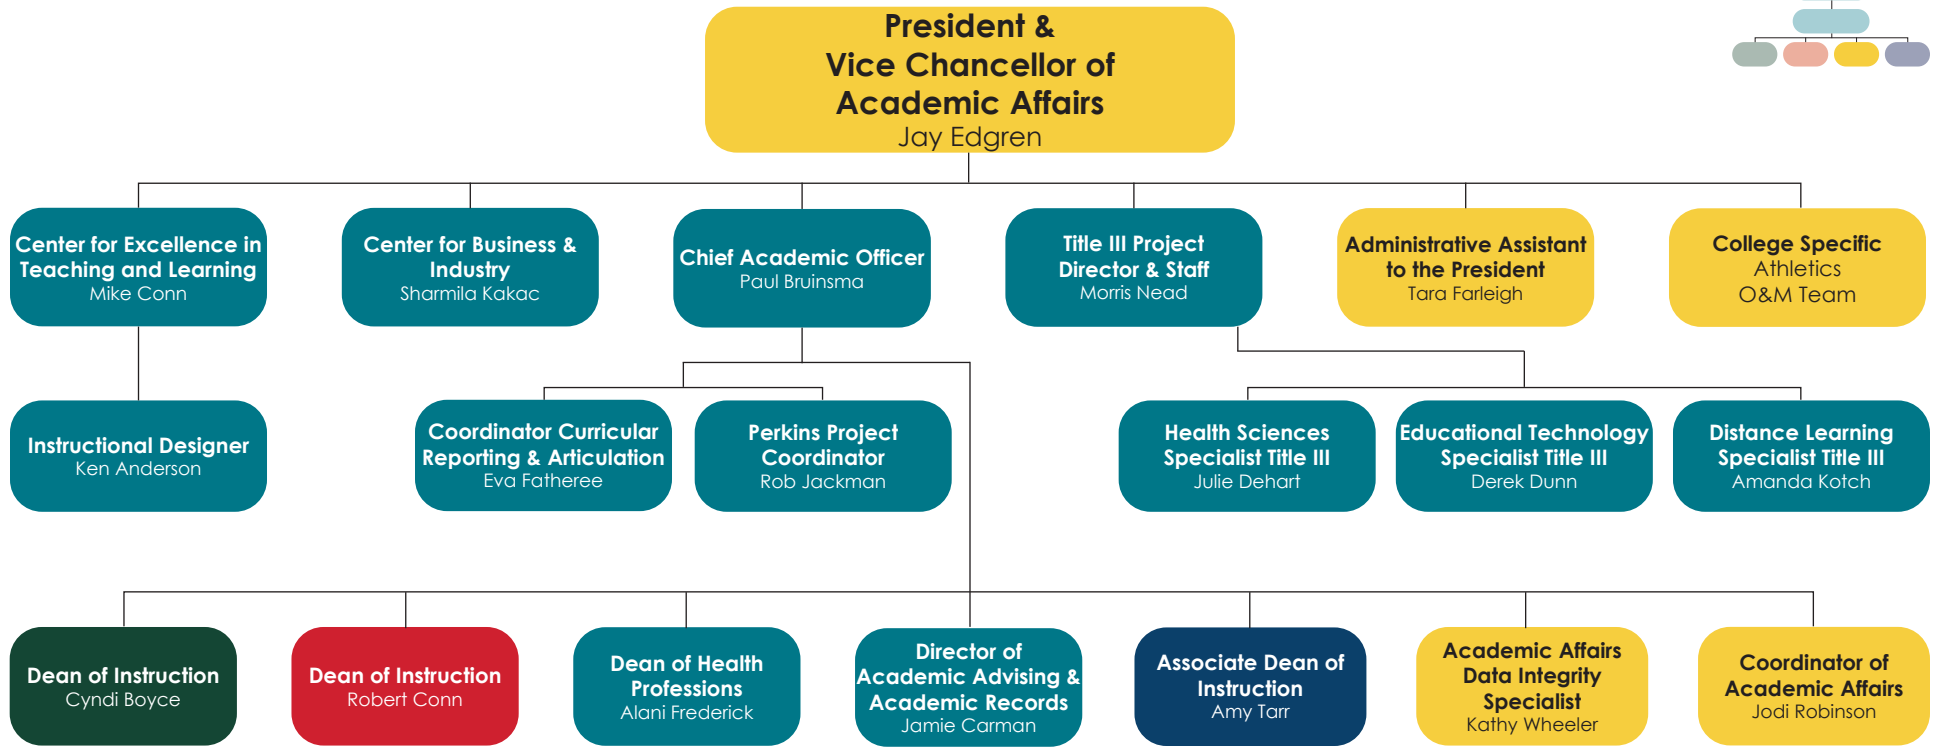 President &
Vice Chancellor of
Academic Affairs
Jay Edgren
Center for Excellence in
Teaching and Learning
Mike Conn
Center for Business &
Industry
Sharmila Kakac
Chief Academic Officer
Paul Bruinsma
Title III Project
Director & Staff
Morris Nead
Administrative Assistant
to the President
Tara Farleigh
College Specific
Athletics
O&M Team
Instructional Designer
Ken Anderson
Coordinator Curricular
Reporting & Articulation
Eva Fatheree
Perkins Project
Coordinator
Rob Jackman
Health Sciences
Specialist Title III
Julie Dehart
Educational Technology
Specialist Title III
Derek Dunn
Distance Learning
Specialist Title III
Amanda Kotch
Dean of Instruction
Cyndi Boyce
Dean of Instruction
Robert Conn
Dean of Health
Professions
Alani Frederick
Director of
Academic Advising &
Academic Records
Jamie Carman
Associate Dean of
Instruction
Amy Tarr
Academic Affairs
Data Integrity
Specialist
Kathy Wheeler
Coordinator of
Academic Affairs
Jodi Robinson